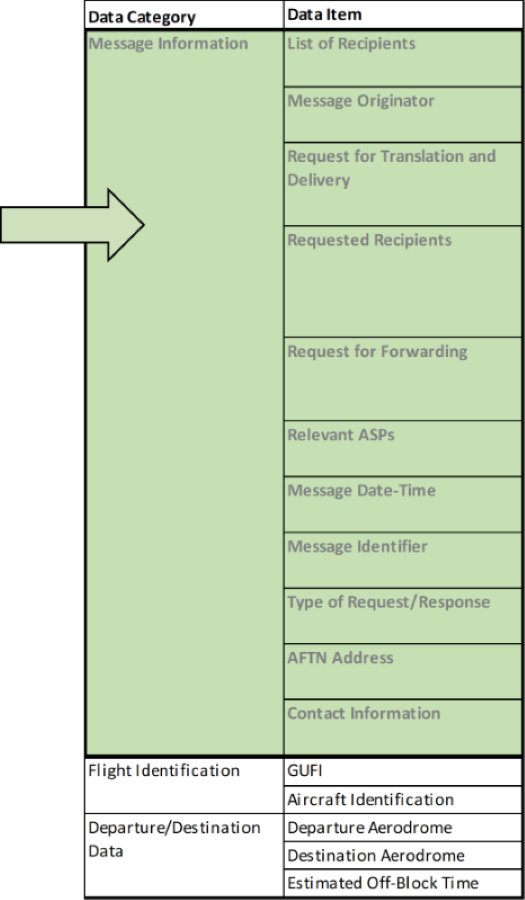 Data Category Data Item
Message Information List of Recipients
Message Originator
Request for Translation and
Delivery
Requested Recipients
Request for Forwarding
Relevant ASPs
Message Date-Time
Message Identifier
Type of Request/Response
AFTN Address
Contact Information
Flight Identification GUFI
Aircraft Identification
Departure/Destination Departure Aerodrome
Data Destination Aerodrome
Estimated Off-Block Time